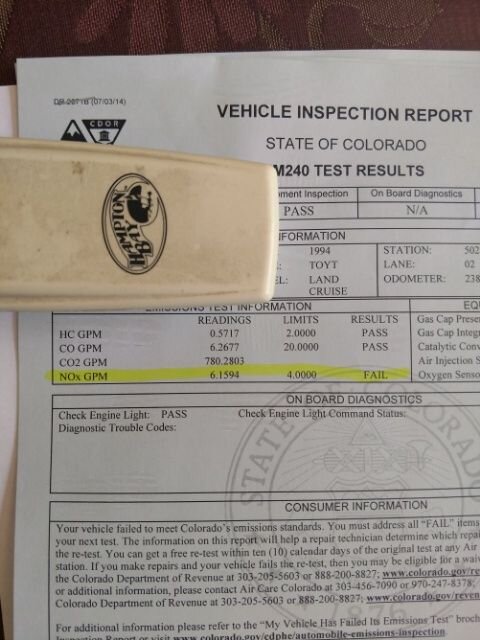 DR-2071B (07/03/14)
CDOR
VEHICLE INSPECTION REPORT
STATE OF COLORADO
M240 TEST RESULTS
HAMPTON BAY
ment Inspection On Board Diagnostics
PASS N/A
FORMATION
1994 STATION: 502
: TOYT LANE: 02
EL: LAND ODOMETER: 238
CRUISE
EMISSIONS TEST INFORMATION EQU
READINGS LIMITS RESULTS Gas Cap Prese
HC GPM 0.5717 2.0000 PASS Gas Cap Integ
CO GPM 6.2677 20.0000 PASS Catalytic Conv
CO2 GPM 780.2803 Air Injection S
NOx GPM 6.1594 4.0000 FAIL Oxygen Senso
ON BOARD DIAGNOSTICS
Check Engine Light: PASS Check Engine Light Command Status:
Diagnostic Trouble Codes:
CONSUMER INFORMATION
Your vehicle failed to meet Colorado's emissions standards. You must address all "FAIL" items
your next test. The information on this report will help a repair technician determine which repai
the re-test. You can get a free re-test within ten (10) calendar days of the original test at any Air
station. If you make repairs and your vehicle fails the re-test, then you may be eligible for a waiv
the Colorado Department of Revenue at 303-205-5603 or 888-200-8827; www.colorado.gov/re
or additional information, please contact Air Care Colorado at 303-456-7090 or 970-247-8378;
Colorado Department of Revenue at 303-205-5603 or 888-200-8827; www.colorado.gov/reven
For additional information please refer to the "My Vehicle Has Failed Its Emissions Test" broch
Inspection Report or visit www.colorado.gov/cdphe/automobile-emissions-inspection.